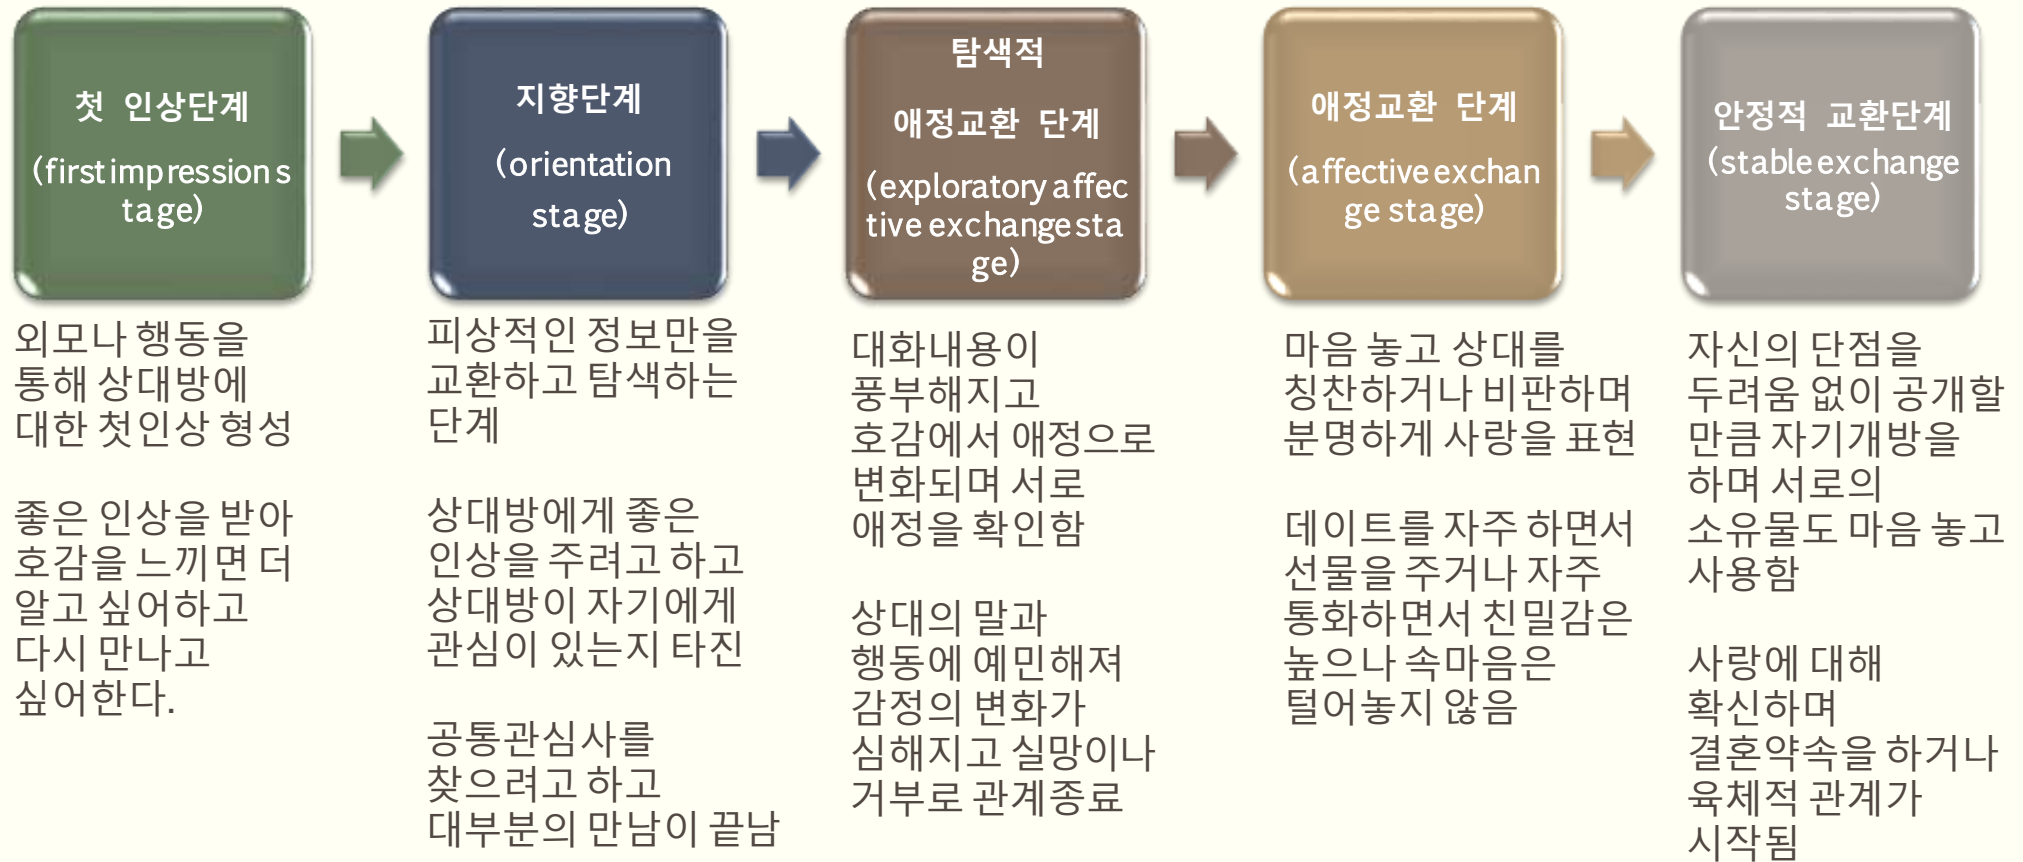 첫 인상단계
(first impression s
tage)
외모나 행동을
통해 상대방에
대한 첫인상 형성
좋은 인상을 받아
호감을 느끼면 더
알고 싶어하고
다시 만나고
싶어한다.
지향단계
(orientation
stage)
피상적인 정보만을
교환하고 탐색하는
단계
상대방에게 좋은
인상을 주려고 하고
상대방이 자기에게
관심이 있는지 타진
공통관심사를
찾으려고 하고
대부분의 만남이 끝남
탐색적
애정교환 단계
(exploratory affec
tive exchange sta
ge)
대화내용이
풍부해지고
호감에서 애정으로
변화되며 서로
애정을 확인함
상대의 말과
행동에 예민해져
감정의 변화가
심해지고 실망이나
거부로 관계종료
애정교환 단계
(affective exchan
ge stage)
마음 놓고 상대를
칭찬하거나 비판하며
분명하게 사랑을 표현
데이트를 자주 하면서
선물을 주거나 자주
통화하면서 친밀감은
높으나 속마음은
털어놓지 않음
안정적 교환단계
(stable exchange
stage)
자신의 단점을
두려움 없이 공개할
만큼 자기개방을
하며 서로의
소유물도 마음 놓고
사용함
사랑에 대해
확신하며
결혼약속을 하거나
육체적 관계가
시작됨